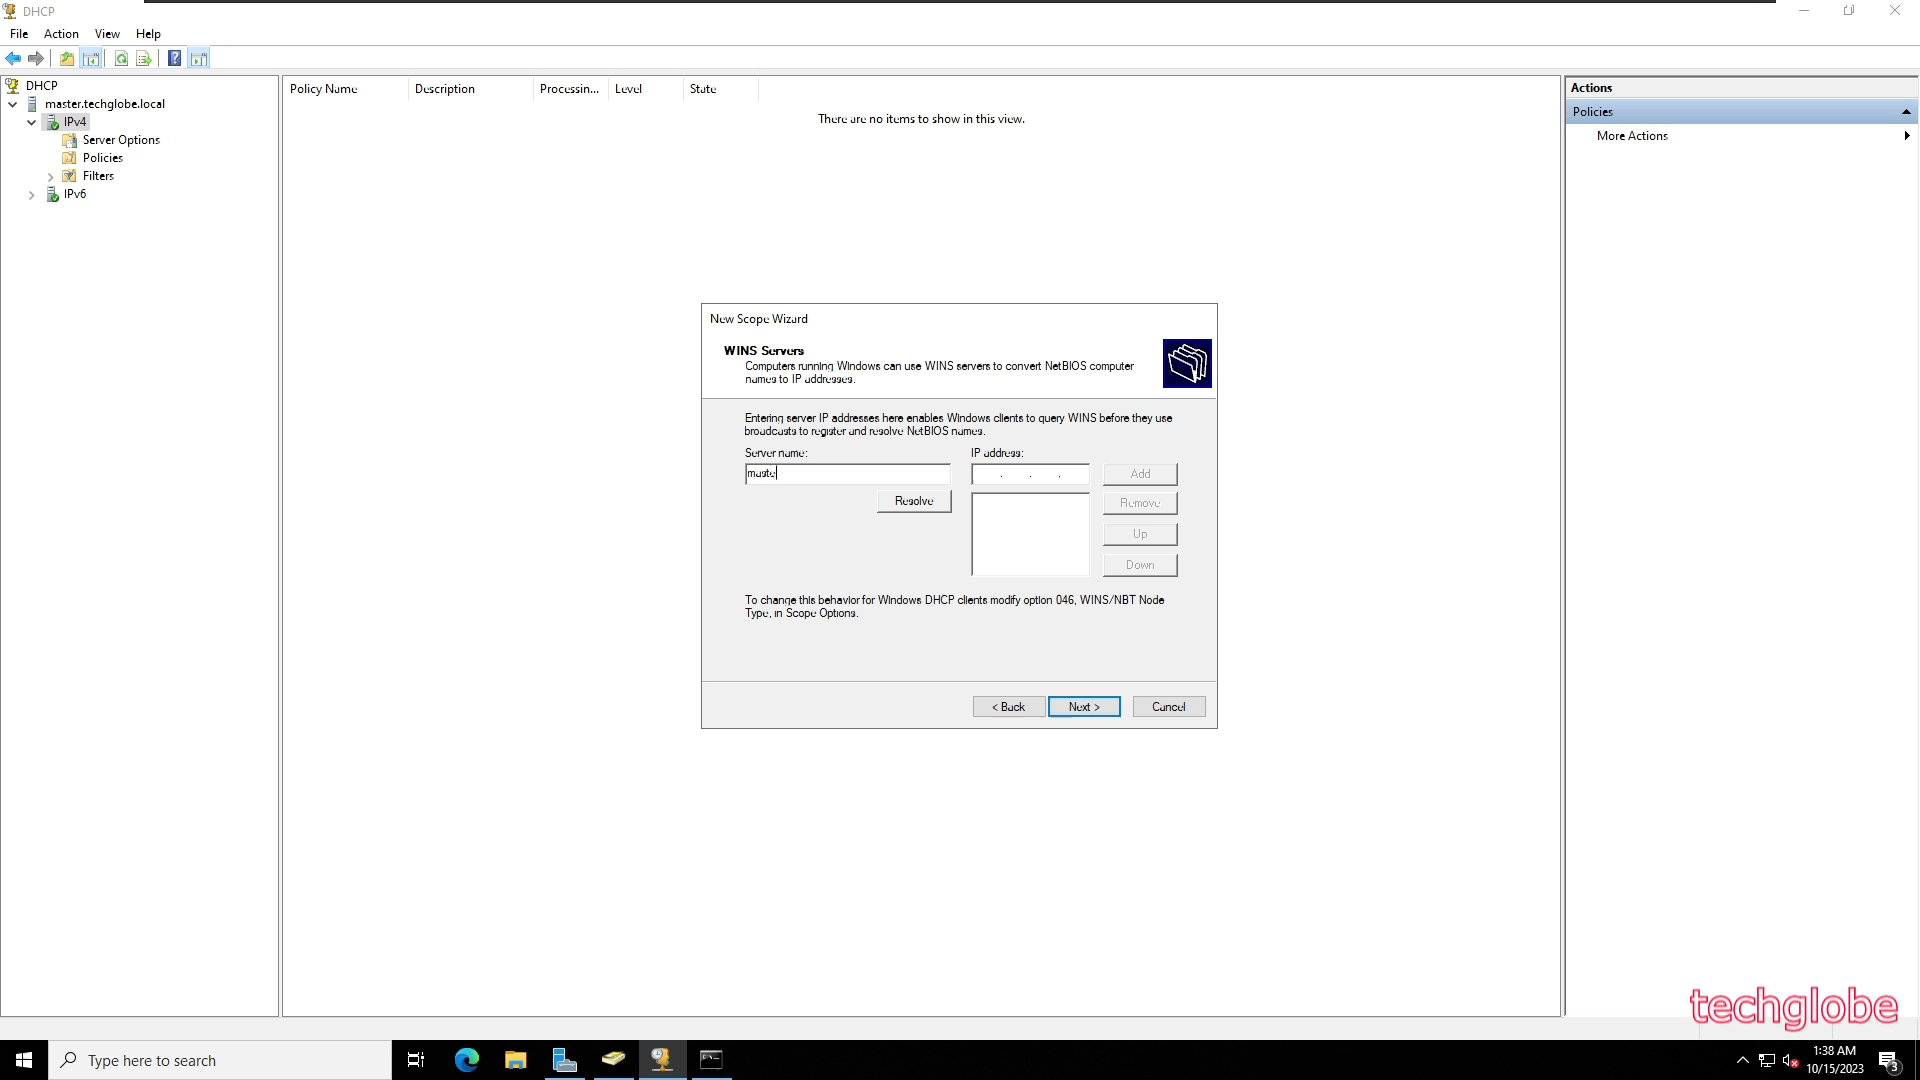 DHCP
File Action View Help
DHCP
master.techglobe.local
IPv4
Server Options
Policies
Filters
IPv6
Policy Name Description Processin... Level State
There are no items to show in this view.
Actions
Policies
More Actions
New Scope Wizard
WINS Servers
Computers running Windows can use WINS servers to convert NetBIOS computer
names to IP addresses.
Entering server IP addresses here enables Windows clients to query WINS before they use
broadcasts to register and resolve NetBIOS names.
Server name: IP address:
maste . . . Add
Resolve Remove
Up
Down
To change this behavior for Windows DHCP clients modify option 046, WINS/NBT Node
Type, in Scope Options.
< Back Next > Cancel
techglobe
Type here to search
1:38 AM
10/15/2023
3